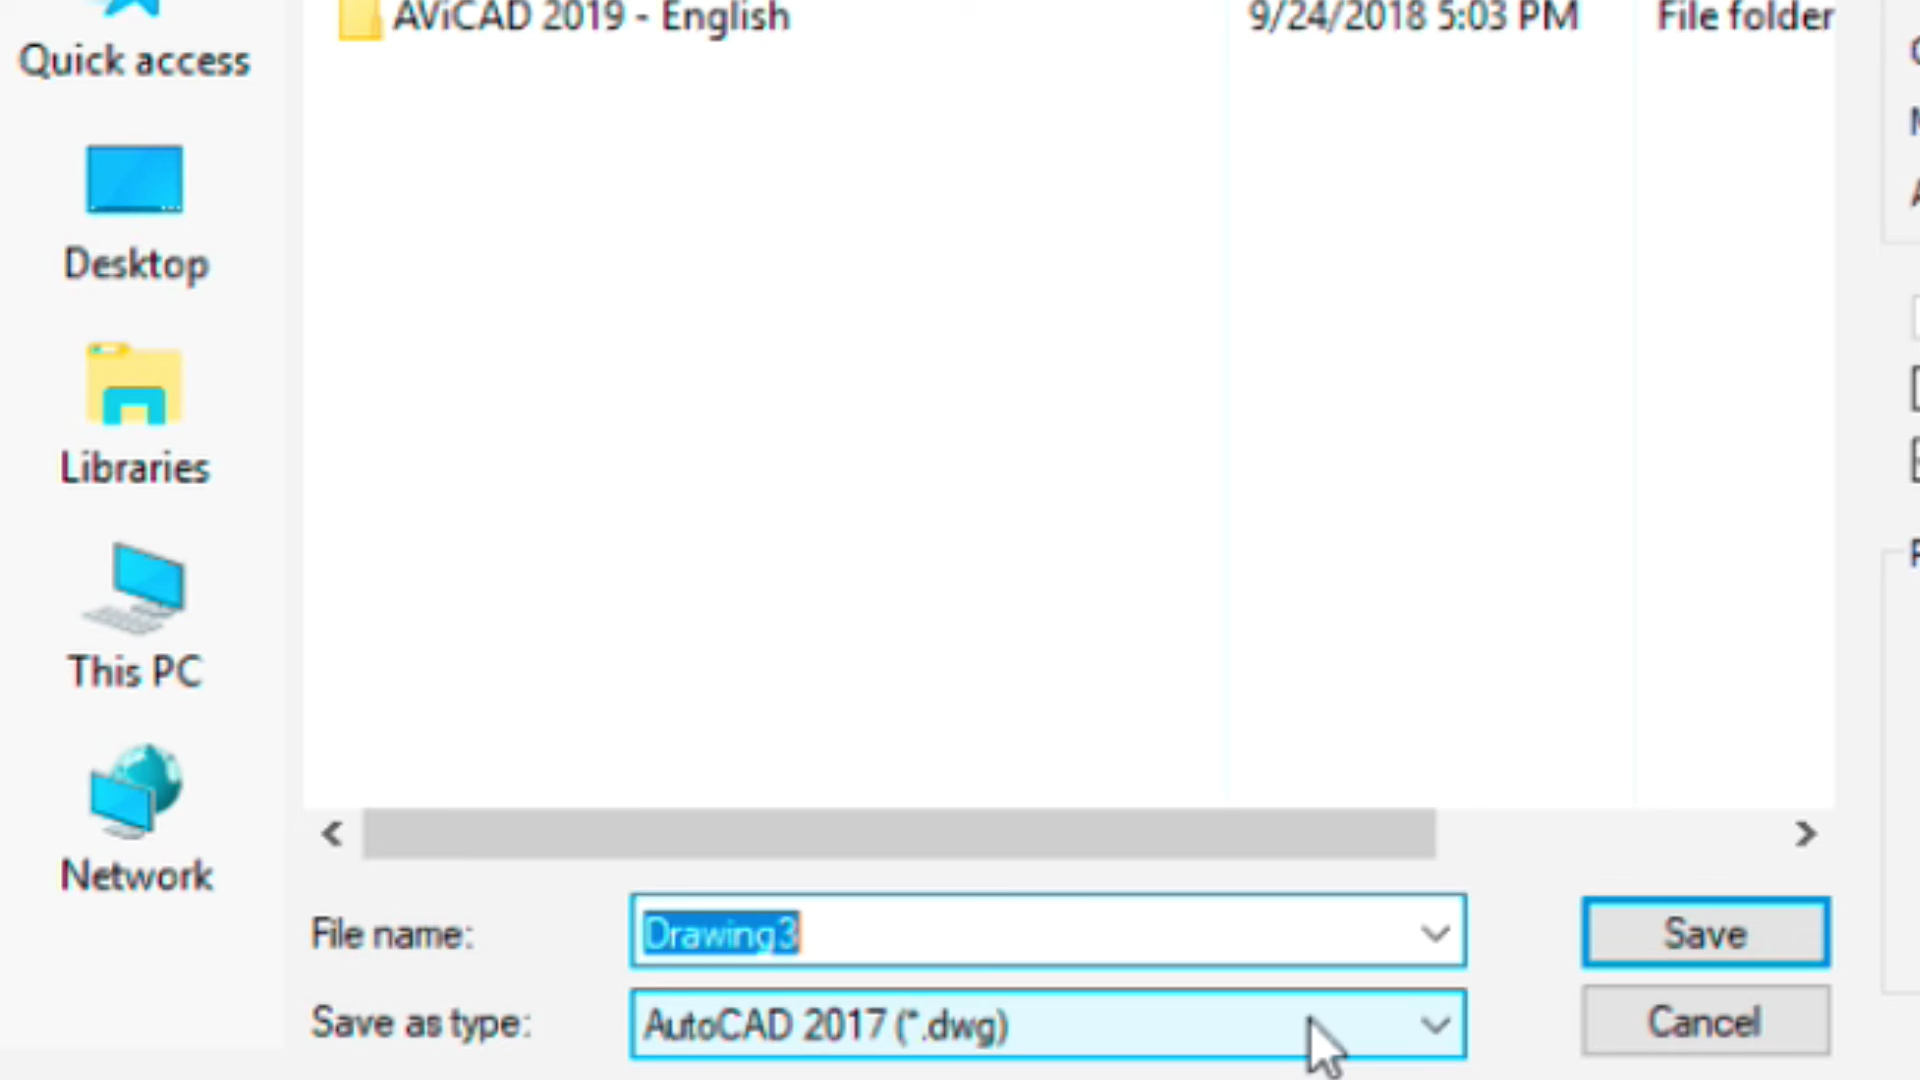 AViCAD 2019 - English 9/24/2018 5:03 PM File folder
Quick access
Desktop
Libraries
This PC
Network
File name: Drawing3 Save
Save as type: AutoCAD 2017 (*.dwg) Cancel